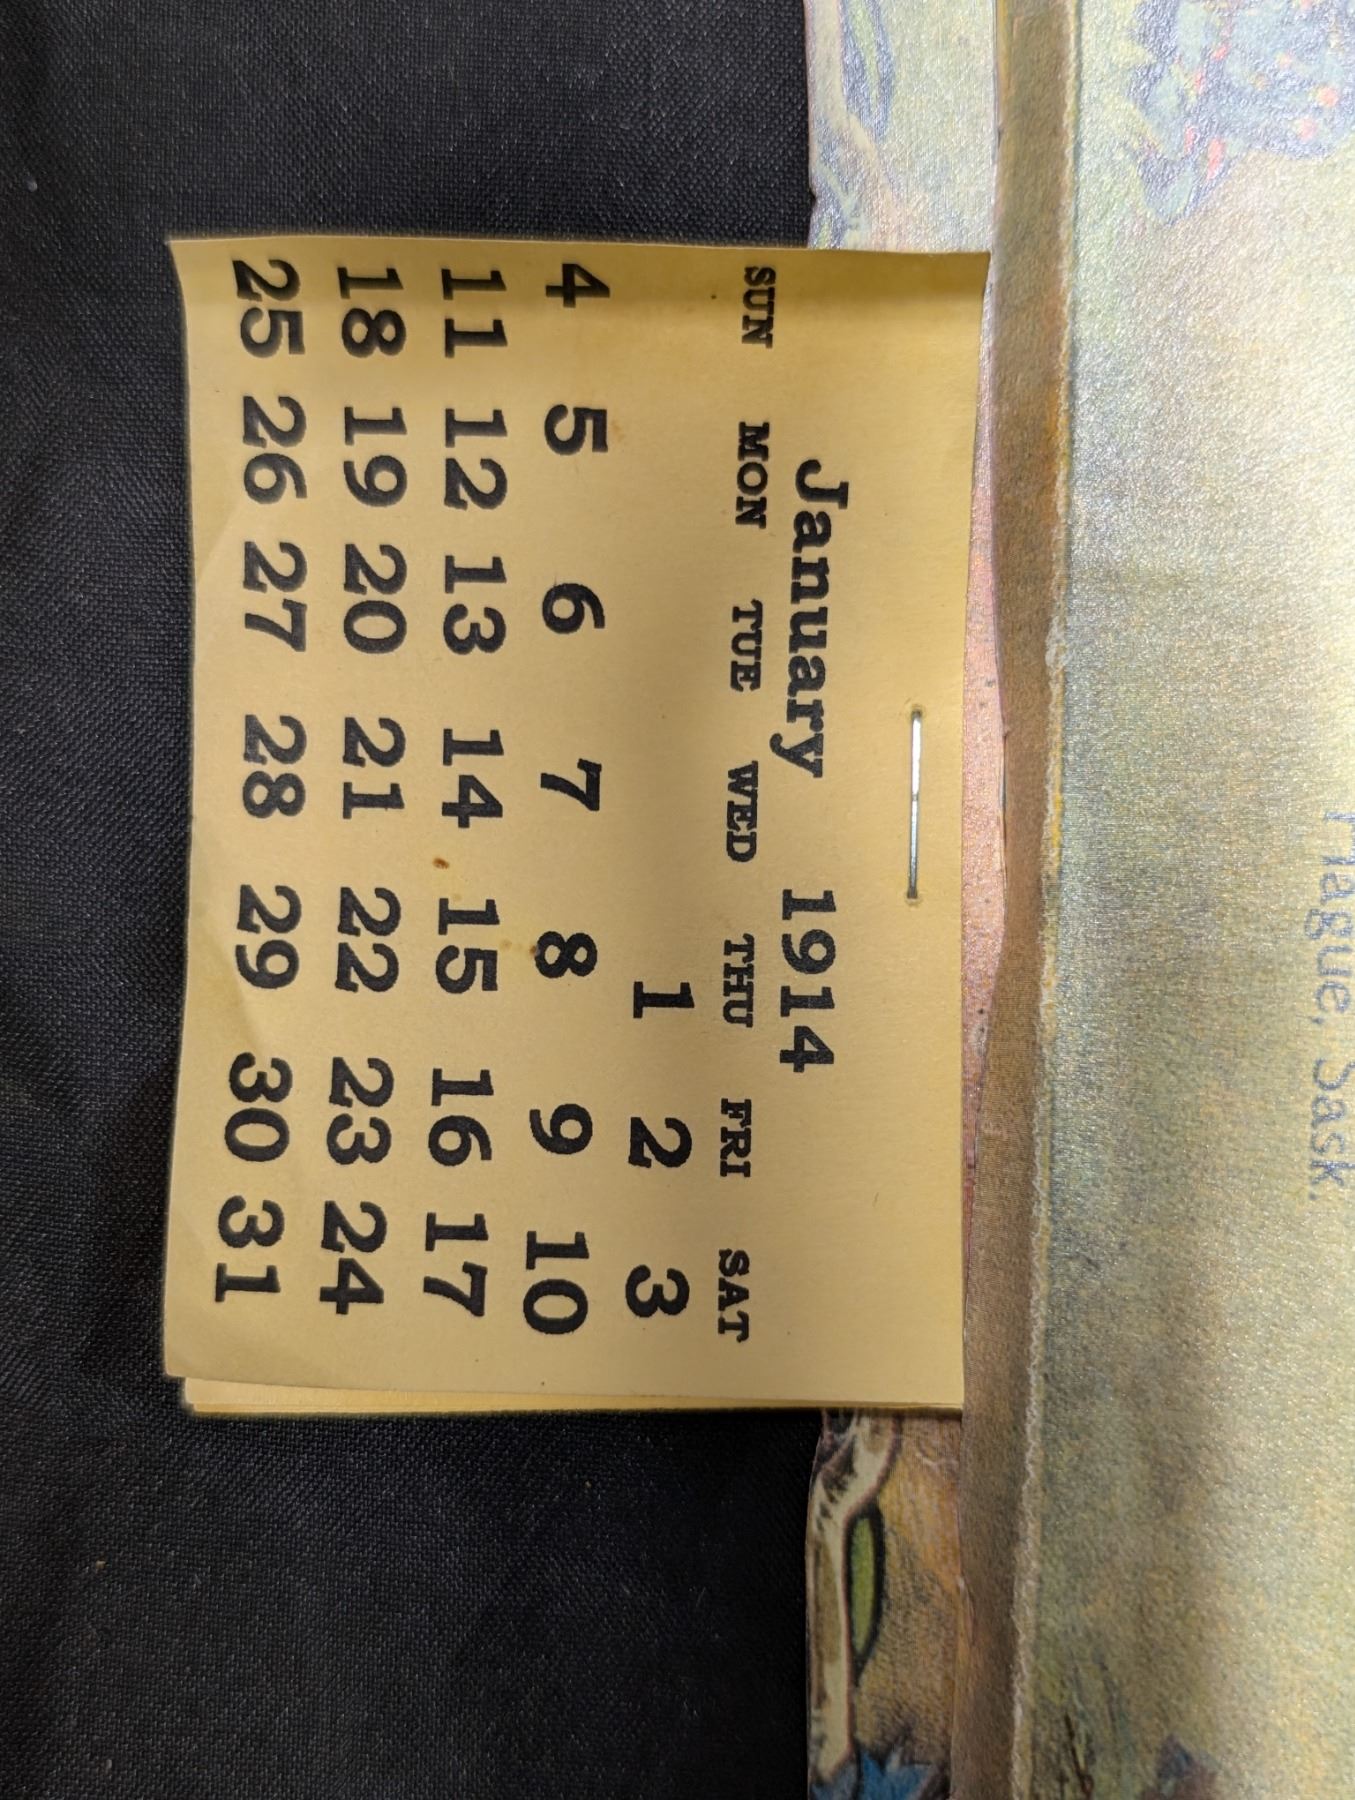 Hague, Sask.
January 1914
SUN MON TUE WED THU FRI SAT
1 2 3
4 5 6 7 8 9 10
11 12 13 14 15 16 17
18 19 20 21 22 23 24
25 26 27 28 29 30 31